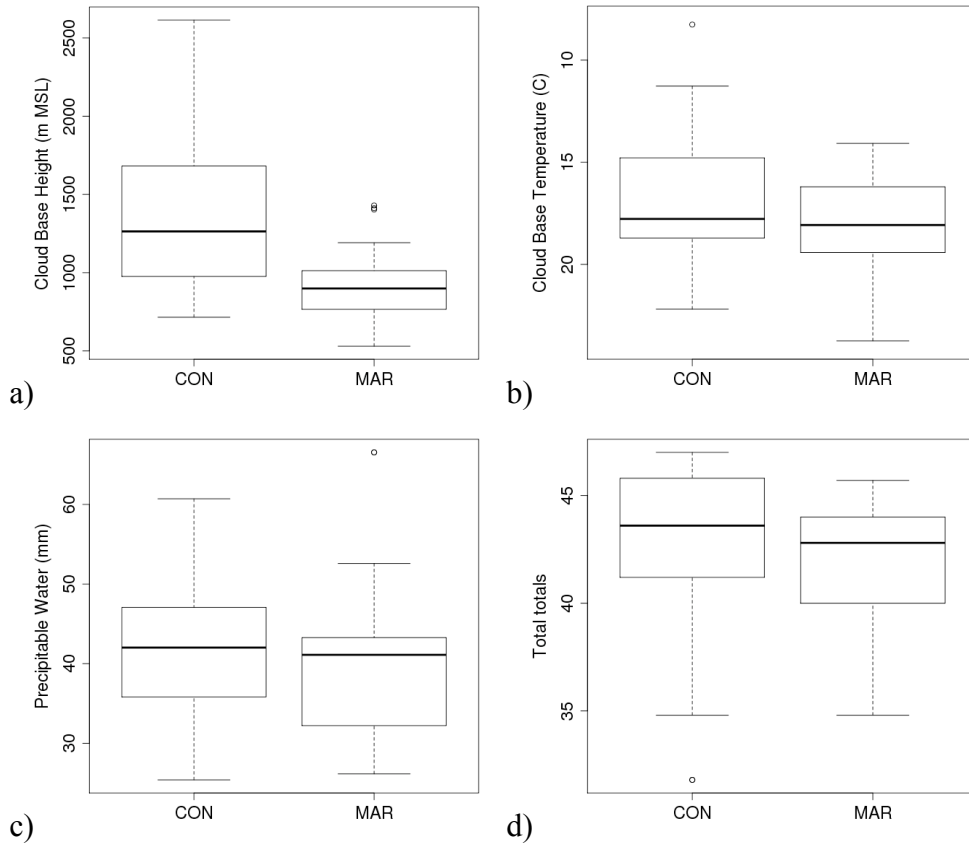 Cloud Base Height (m MSL)
2500
2000
1500
1000
500
CON MAR
a)
Cloud Base Temperature (C)
10
15
20
CON MAR
b)
Precipitable Water (mm)
60
50
40
30
CON MAR
c)
Total totals
45
40
35
CON MAR
d)